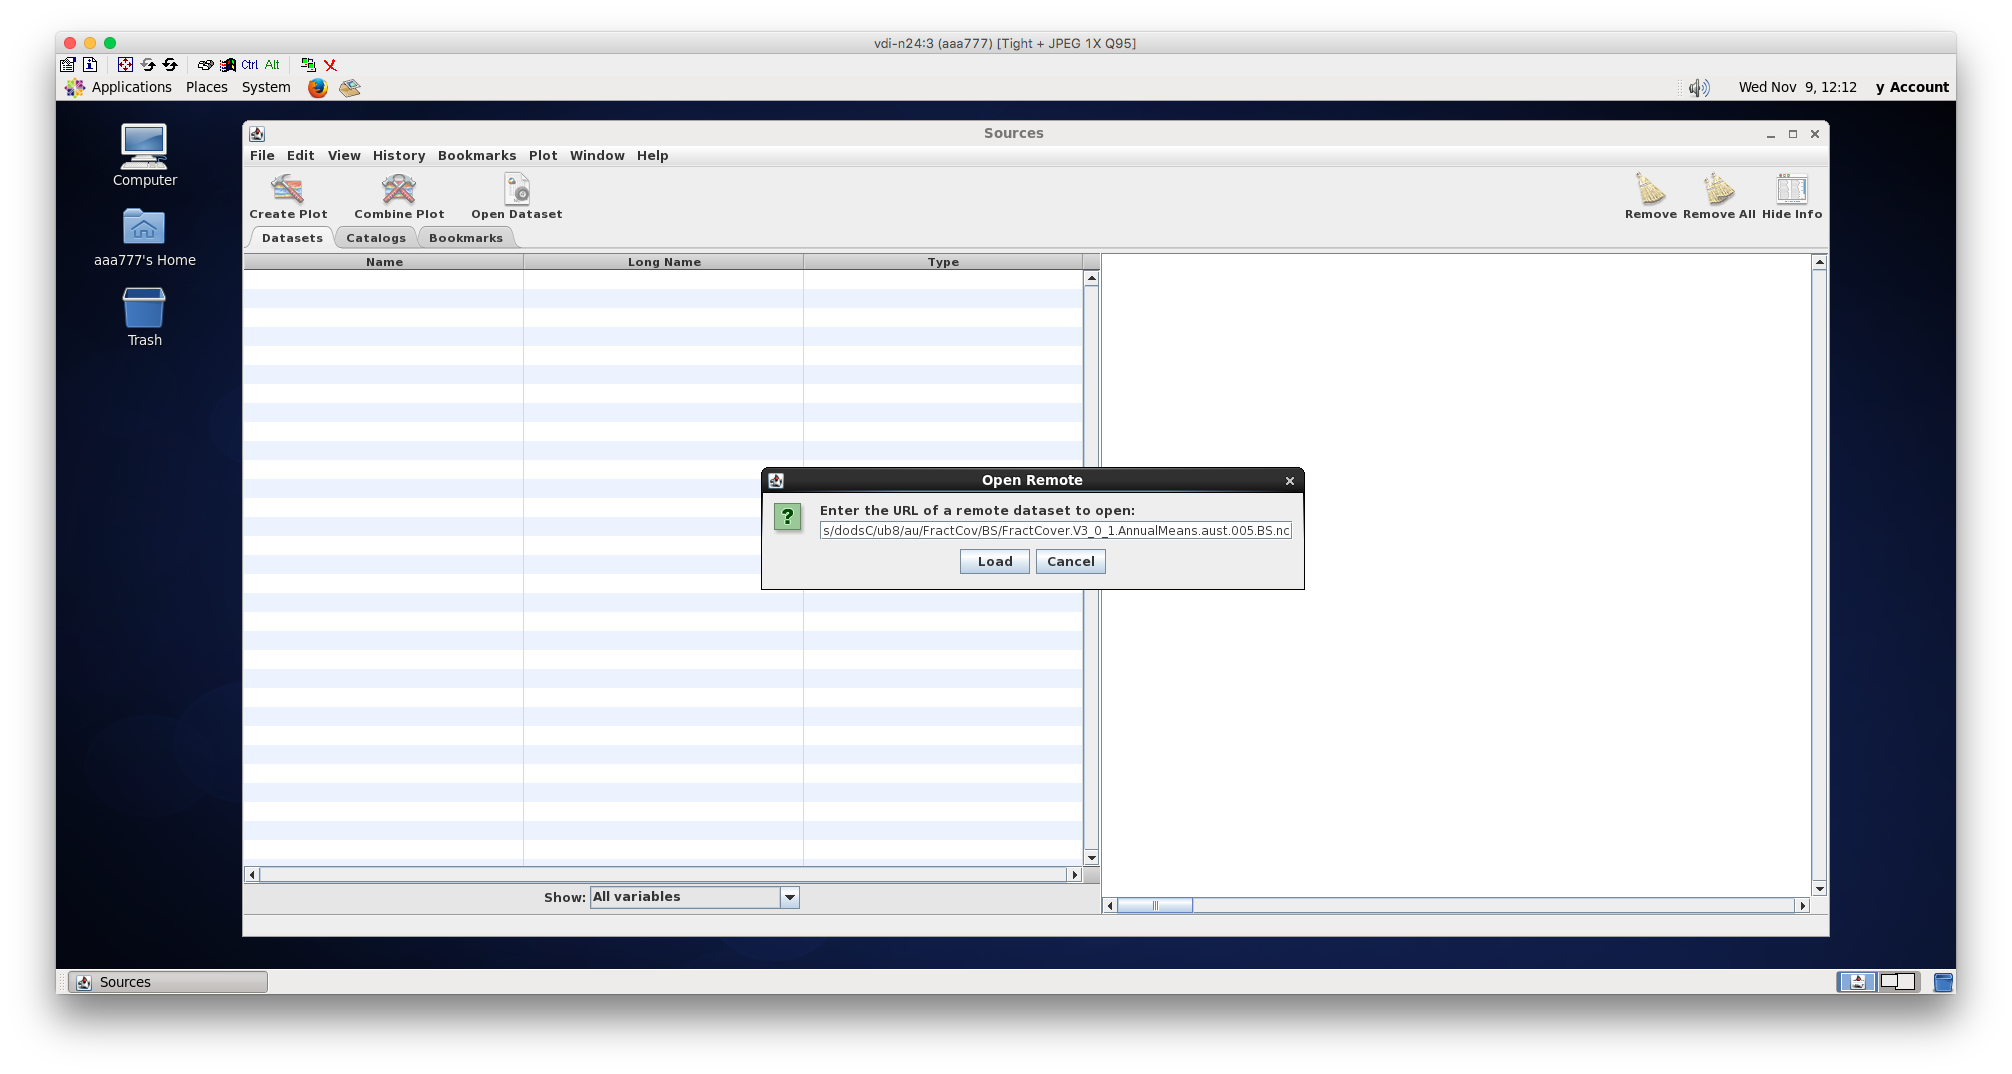 vdi-n24:3 (aaa777) [Tight + JPEG 1X Q95]
Ctrl Alt
Applications Places System Wed Nov 9, 12:12 y Account
Computer
aaa777's Home
Trash
Sources
File Edit View History Bookmarks Plot Window Help
Create Plot Combine Plot Open Dataset Remove Remove All Hide Info
Datasets Catalogs Bookmarks
Name Long Name Type
Open Remote
?
Enter the URL of a remote dataset to open:
s/dodsC/ub8/au/FractCov/BS/FractCover.V3_0_1.AnnualMeans.aust.005.BS.nc
Load Cancel
Show: All variables
Sources